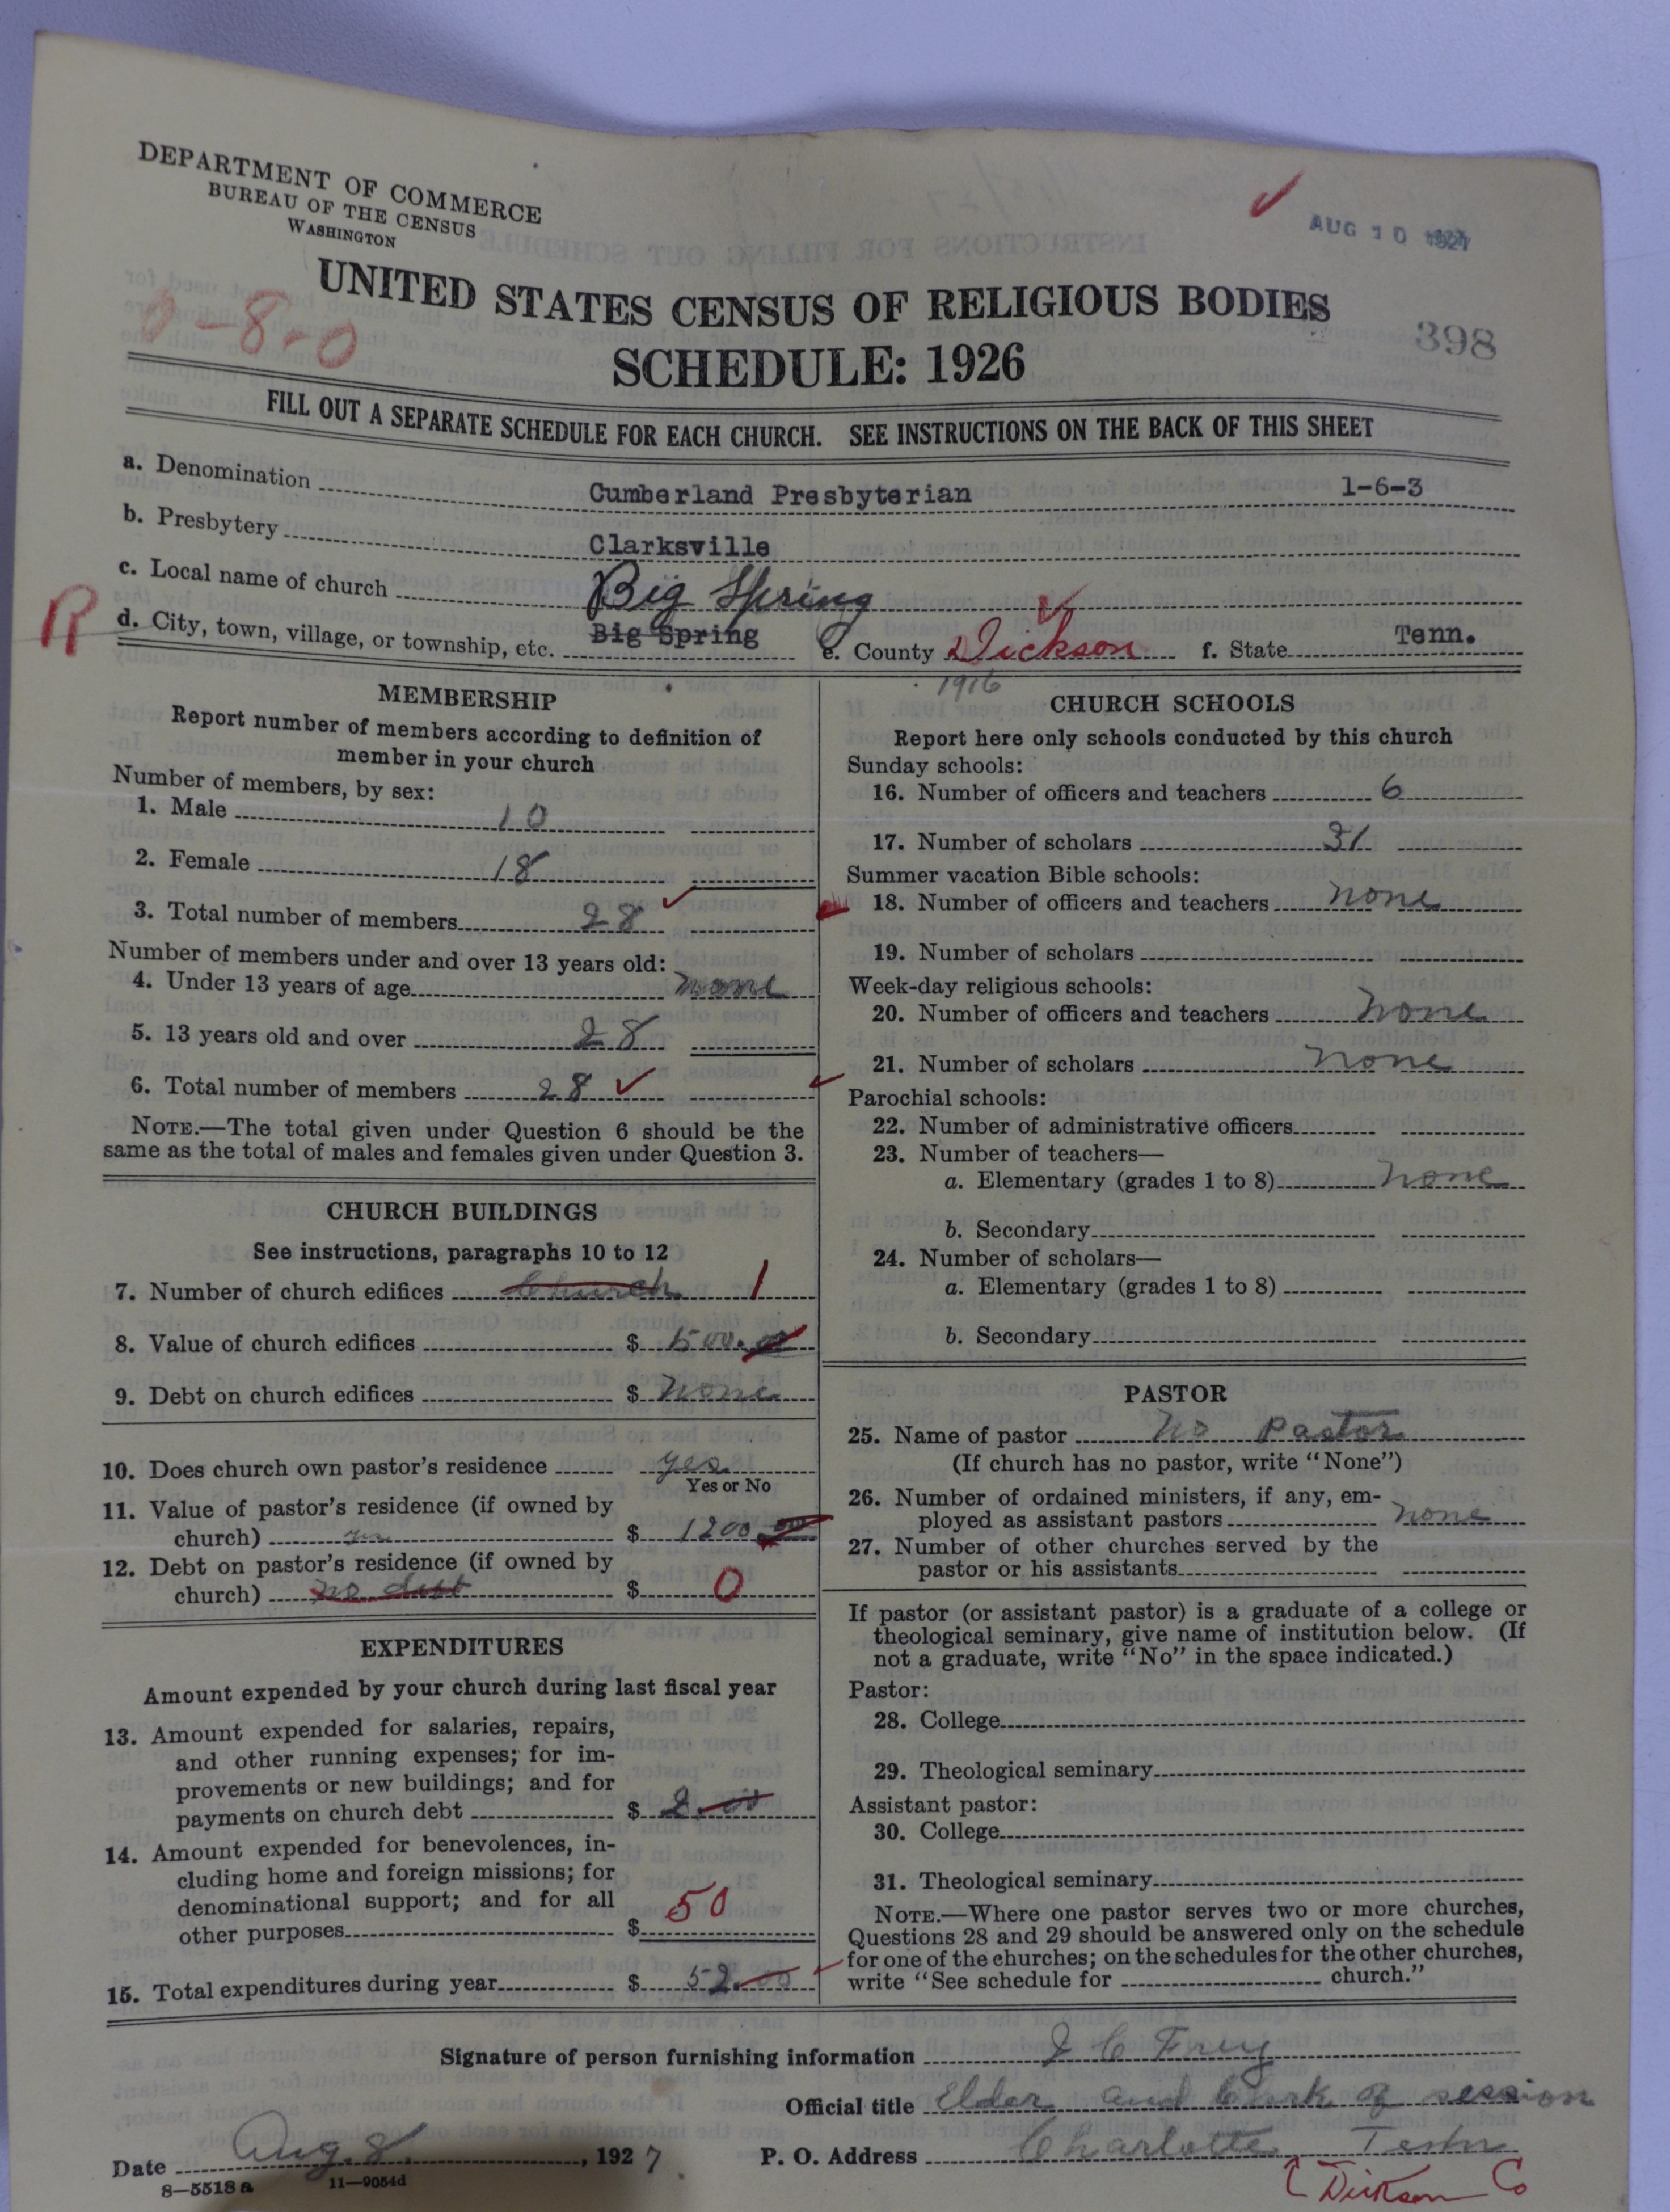 DEPARTMENT OF COMMERCE
BUREAU OF THE CENSUS
WASHINGTON
AUG 10 1927
UNITED STATES CENSUS OF RELIGIOUS BODIES
SCHEDULE: 1926
398
-8-0
FILL OUT A SEPARATE SCHEDULE FOR EACH CHURCH. SEE INSTRUCTIONS ON THE BACK OF THIS SHEET
a. Denomination Cumberland Presbyterian 1-6-3
b. Presbytery Clarksville
c. Local name of church Big Spring
R d. City, town, village, or township, etc. Big Spring e. County Dickson f. State Tenn.
1916
MEMBERSHIP
Report number of members according to definition of
member in your church
Number of members, by sex:
1. Male 10
2. Female 18
3. Total number of members 28
Number of members under and over 13 years old:
4. Under 13 years of age none
5. 13 years old and over 28
6. Total number of members 28
NOTE.—The total given under Question 6 should be the
same as the total of males and females given under Question 3.
CHURCH BUILDINGS
See instructions, paragraphs 10 to 12
7. Number of church edifices Church 1
8. Value of church edifices $ 1500.00
9. Debt on church edifices $ none
10. Does church own pastor's residence yes
Yes or No
11. Value of pastor's residence (if owned by
church) $ 1200.00
12. Debt on pastor's residence (if owned by
church) no debt $ 0
EXPENDITURES
Amount expended by your church during last fiscal year
13. Amount expended for salaries, repairs,
and other running expenses; for im-
provements or new buildings; and for
payments on church debt $ 2.00
14. Amount expended for benevolences, in-
cluding home and foreign missions; for
denominational support; and for all
other purposes $ 50
15. Total expenditures during year $ 52.00
CHURCH SCHOOLS
Report here only schools conducted by this church
Sunday schools:
16. Number of officers and teachers 6
17. Number of scholars 31
Summer vacation Bible schools:
18. Number of officers and teachers none
19. Number of scholars
Week-day religious schools:
20. Number of officers and teachers none
21. Number of scholars none
Parochial schools:
22. Number of administrative officers
23. Number of teachers—
a. Elementary (grades 1 to 8) none
b. Secondary
24. Number of scholars—
a. Elementary (grades 1 to 8)
b. Secondary
PASTOR
25. Name of pastor no pastor
(If church has no pastor, write "None")
26. Number of ordained ministers, if any, em-
ployed as assistant pastors none
27. Number of other churches served by the
pastor or his assistants
If pastor (or assistant pastor) is a graduate of a college or
theological seminary, give name of institution below. (If
not a graduate, write "No" in the space indicated.)
Pastor:
28. College
29. Theological seminary
Assistant pastor:
30. College
31. Theological seminary
NOTE.—Where one pastor serves two or more churches,
Questions 28 and 29 should be answered only on the schedule
for one of the churches; on the schedules for the other churches,
write "See schedule for church."
Signature of person furnishing information J C Frey
Official title Elder and Clerk of session
Date Aug. 8, 1927 P. O. Address Charlotte Tenn
8—5518a 11—9054d
Dickson Co